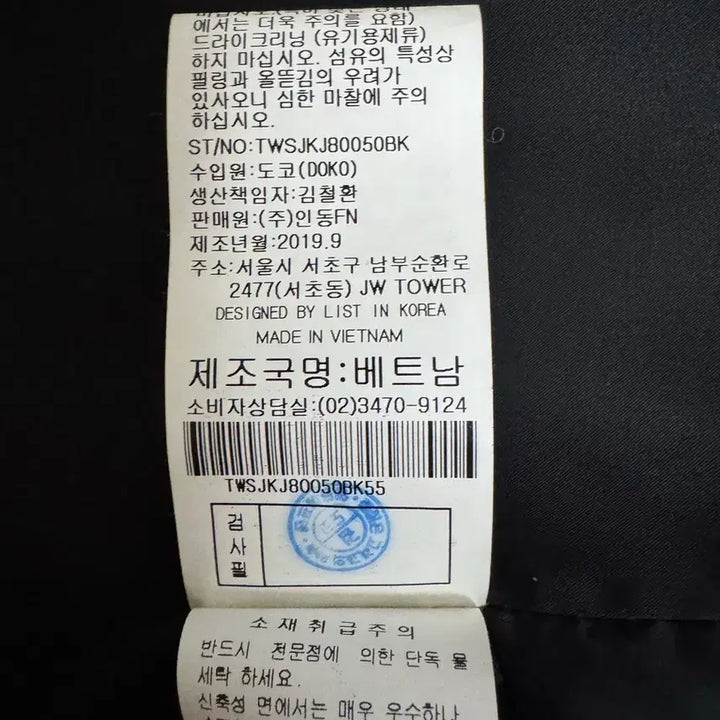 에서는 더욱 주의를 요함)
드라이크리닝 (유기용제류)
하지 마십시오. 섬유의 특성상
필링과 올뜯김의 우려가
있사오니 심한 마찰에 주의
하십시오.
ST/NO:TWSJKJ80050BK
수입원:도코(DOKO)
생산책임자:김철환
판매원:(주)인동FN
제조년월:2019.9
주소:서울시 서초구 남부순환로
2477(서초동) JW TOWER
DESIGNED BY LIST IN KOREA
MADE IN VIETNAM
제조국명:베트남
소비자상담실:(02)3470-9124
TWSJKJ80050BK55
검
사
필
소재취급주의
반드시 전문점에 의한 단독 물
세탁 하세요.
신축성 면에서는 매우 우수하나